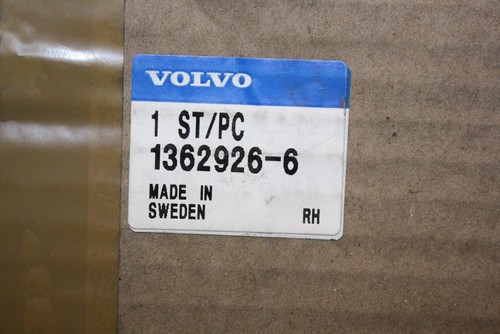 VOLVO
1 ST/PC
1362926-6
MADE IN
SWEDEN RH